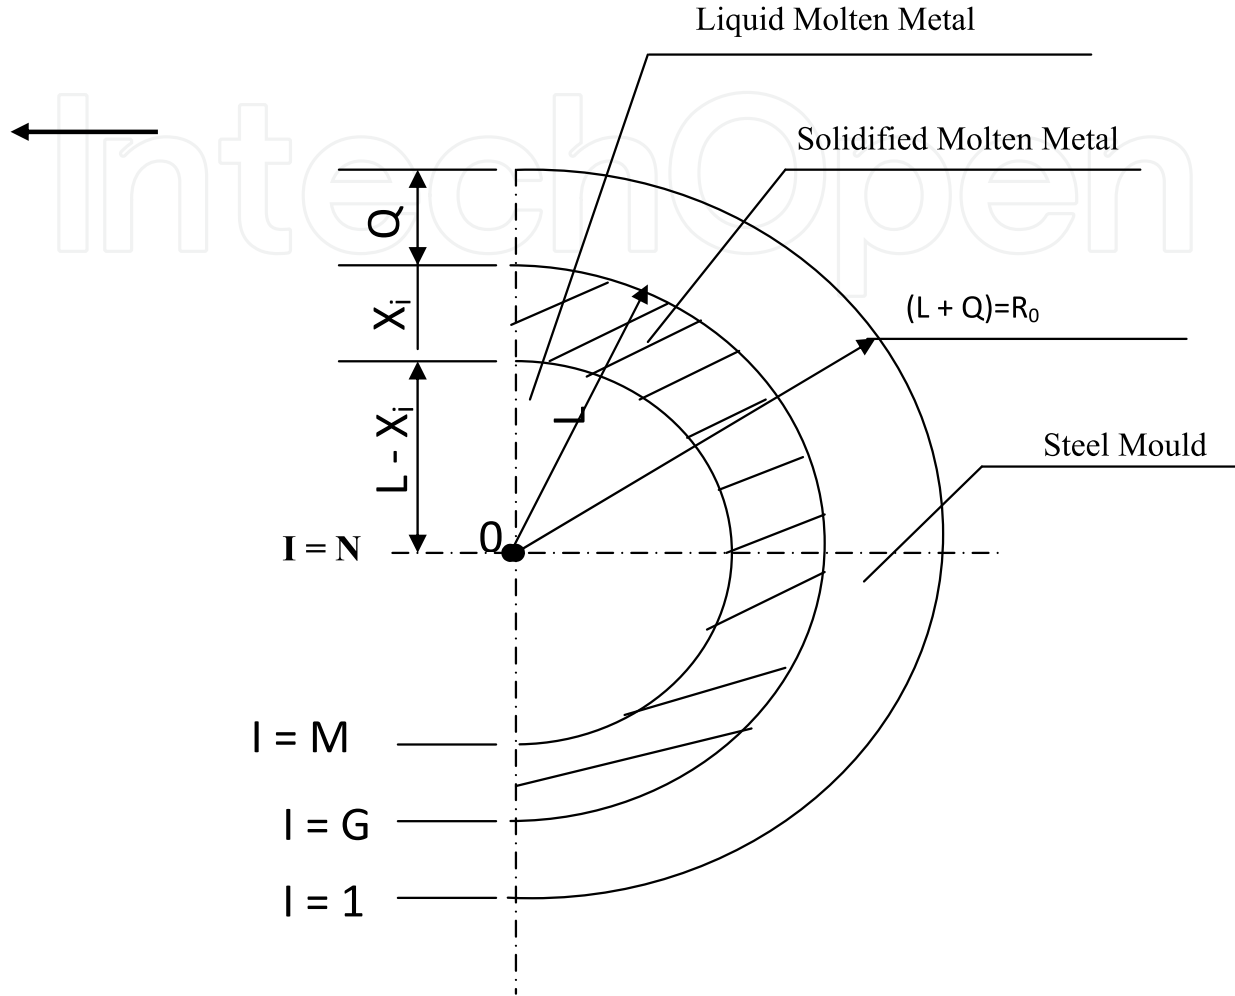 Liquid Molten Metal
IntechOpen
Solidified Molten Metal
Q
Xi
(L + Q)=R₀
L - Xi
L
Steel Mould
0
I = N
I = M
I = G
I = 1